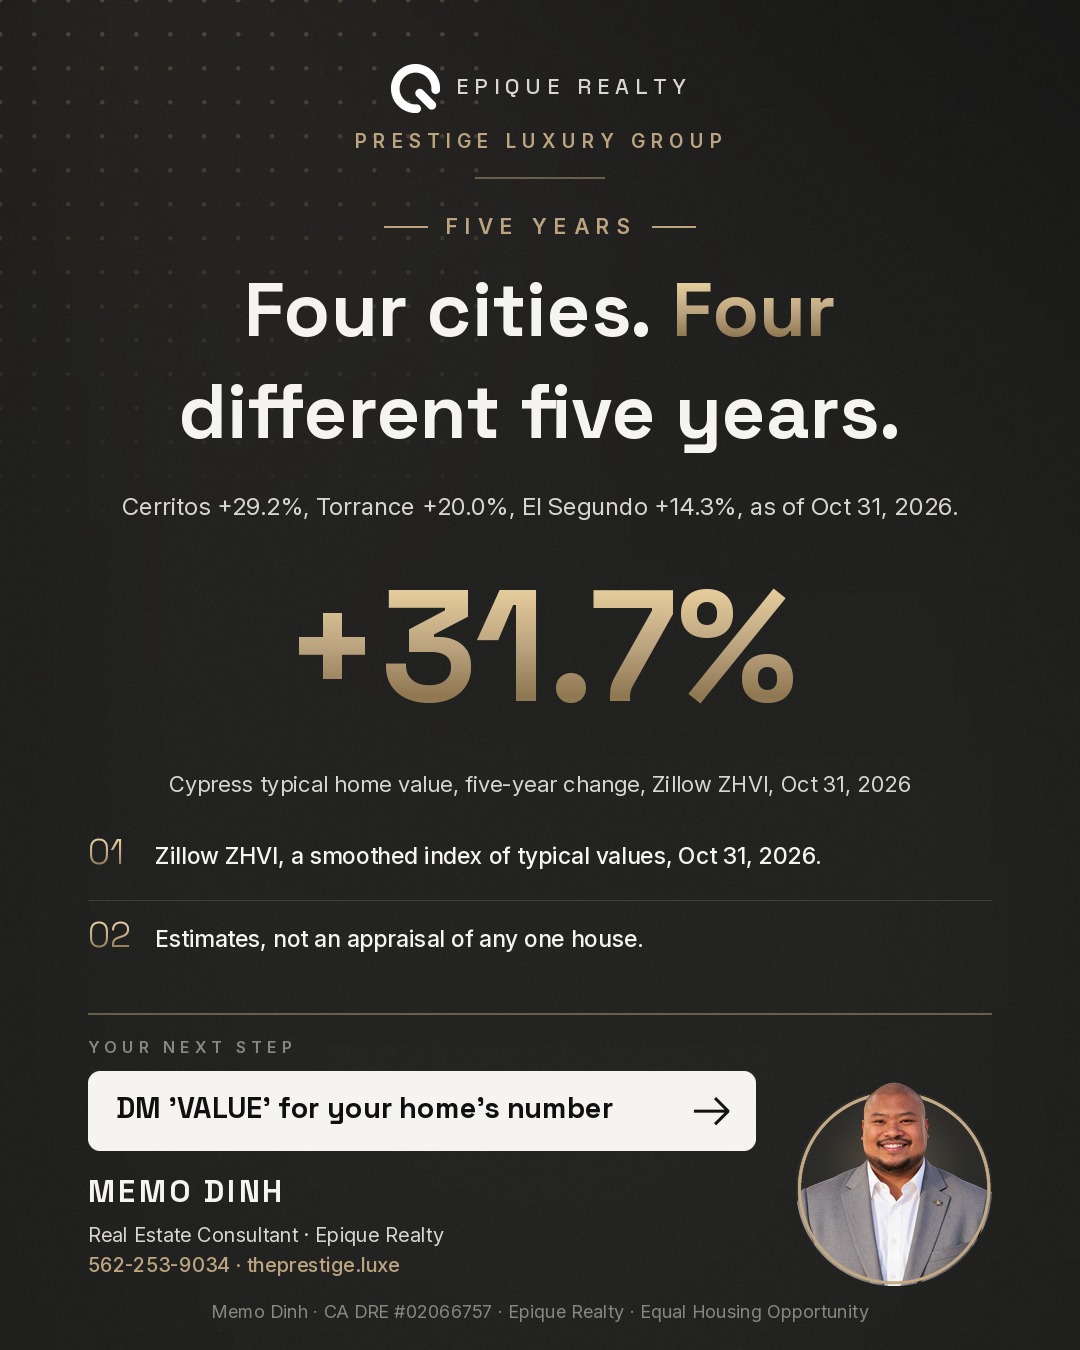 EPIQUE REALTY
PRESTIGE LUXURY GROUP
FIVE YEARS
Four cities. Four
different five years.
Cerritos +29.2%, Torrance +20.0%, El Segundo +14.3%, as of Oct 31, 2026.
+31.7%
Cypress typical home value, five-year change, Zillow ZHVI, Oct 31, 2026
01 Zillow ZHVI, a smoothed index of typical values, Oct 31, 2026.
02 Estimates, not an appraisal of any one house.
YOUR NEXT STEP
DM ’VALUE’ for your home’s number
MEMO DINH
Real Estate Consultant · Epique Realty
562-253-9034 · theprestige.luxe
Memo Dinh · CA DRE #02066757 · Epique Realty · Equal Housing Opportunity